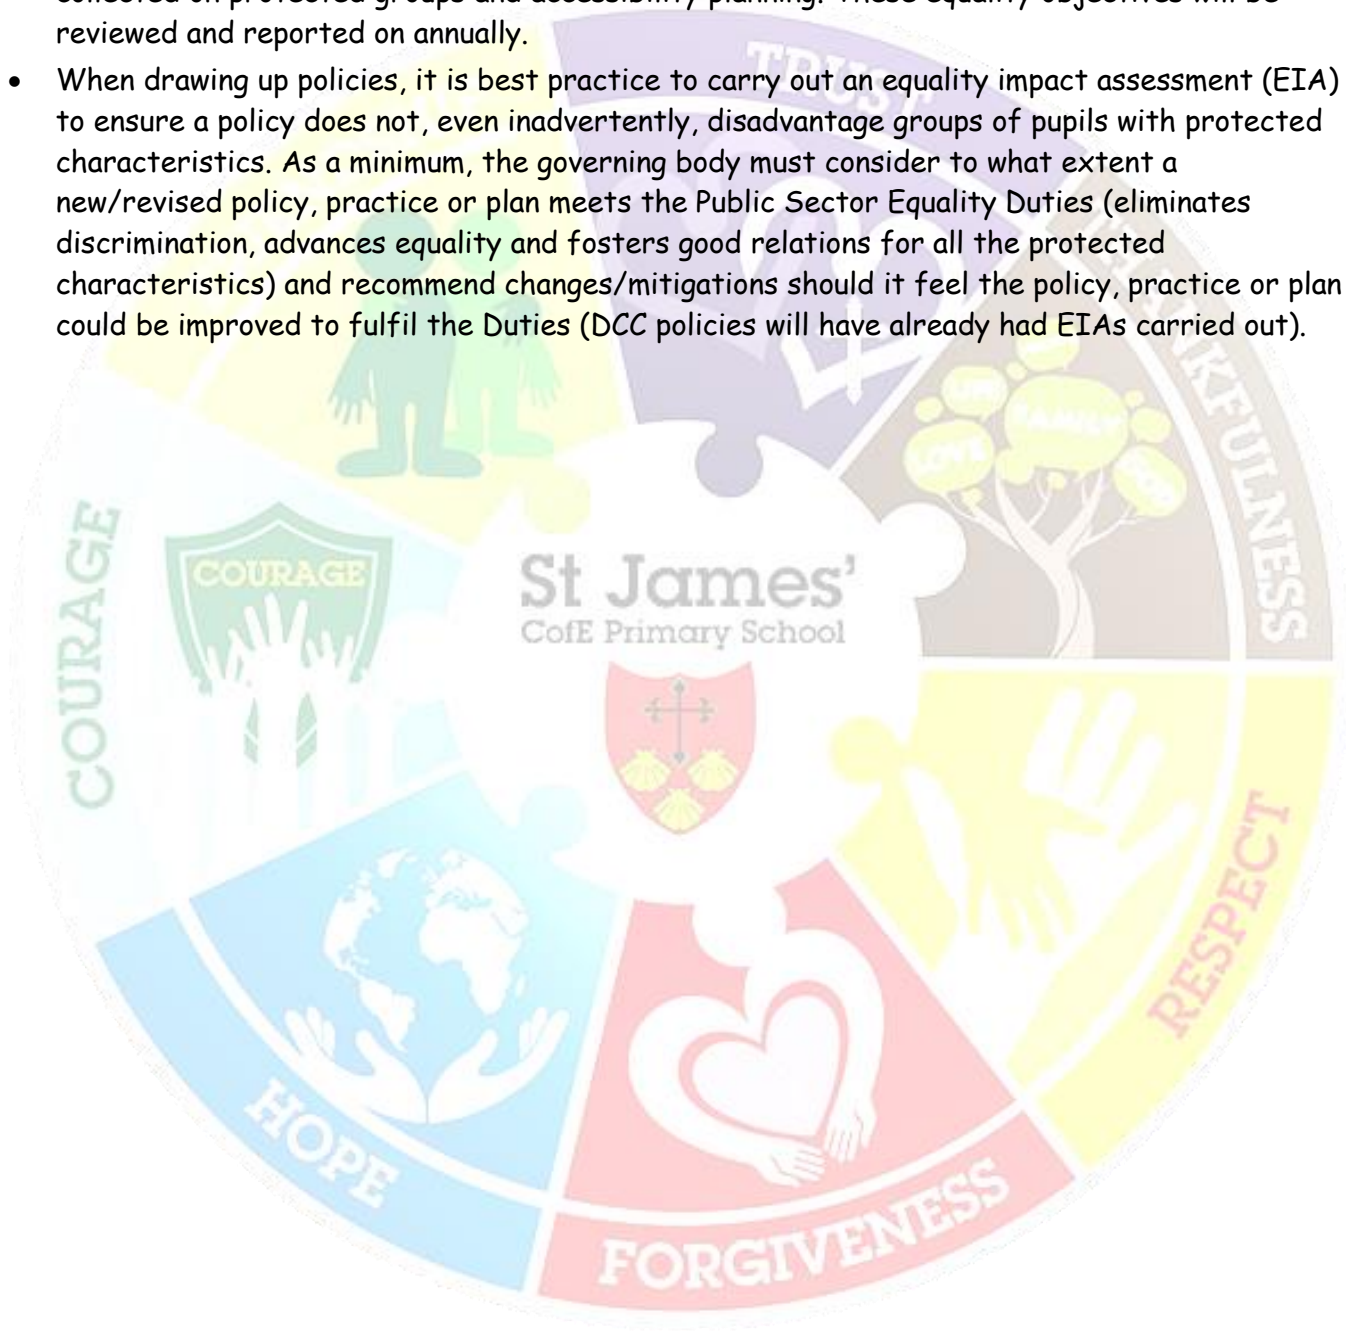 collected on protected groups and accessibility planning. These equality objectives will be
reviewed and reported on annually.
• When drawing up policies, it is best practice to carry out an equality impact assessment (EIA)
to ensure a policy does not, even inadvertently, disadvantage groups of pupils with protected
characteristics. As a minimum, the governing body must consider to what extent a
new/revised policy, practice or plan meets the Public Sector Equality Duties (eliminates
discrimination, advances equality and fosters good relations for all the protected
characteristics) and recommend changes/mitigations should it feel the policy, practice or plan
could be improved to fulfil the Duties (DCC policies will have already had EIAs carried out).
TRUST
THANKFULNESS
FAMILY
LOVE
COURAGE
COURAGE
St James'
CofE Primary School
RESPECT
HOPE
FORGIVENESS